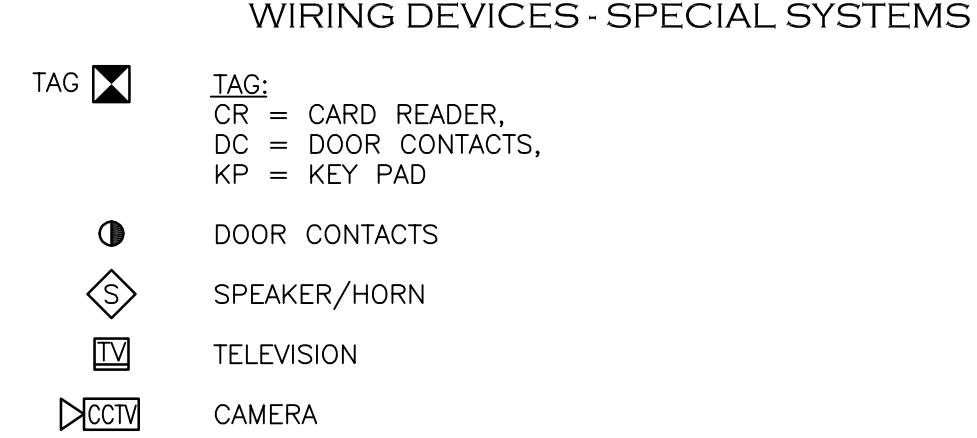 WIRING DEVICES - SPECIAL SYSTEMS
TAG TAG:
CR = CARD READER,
DC = DOOR CONTACTS,
KP = KEY PAD
DOOR CONTACTS
S SPEAKER/HORN
TV TELEVISION
CCTV CAMERA